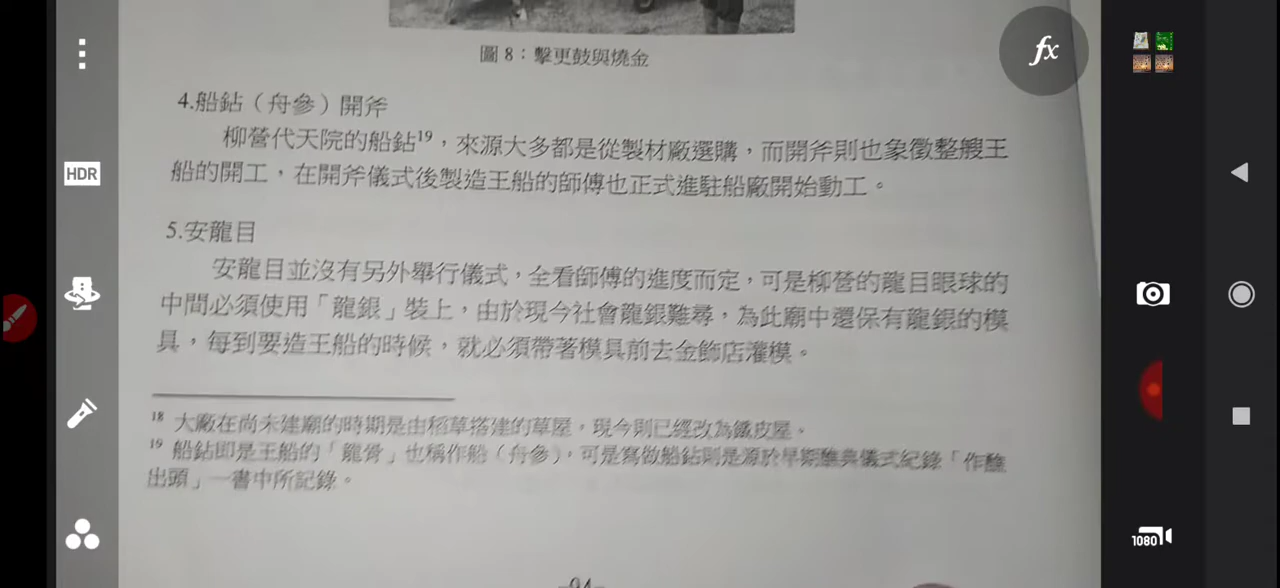 圖 8：擊更鼓與燒金
4.船鉆（舟參）開斧
柳營代天院的船鉆19，來源大多都是從製材廠選購，而開斧則也象徵整艘王
船的開工，在開斧儀式後製造王船的師傅也正式進駐船廠開始動工。
5.安龍目
安龍目並沒有另外舉行儀式，全看師傅的進度而定，可是柳營的龍目眼球的
中間必須使用「龍銀」裝上，由於現今社會龍銀難尋，為此廟中還保有龍銀的模
具，每到要造王船的時候，就必須帶著模具前去金飾店灌模。
18 大廠在尚未建廟的時期是由稻草搭建的草屋，現今則已經改為鐵皮屋。
19 船鉆即是王船的「龍骨」也稱作船（舟參），可是寫做船鉆則是源於早期醮典儀式紀錄「作醮
出頭」一書中所記錄。
-94-
fx
HDR
1080